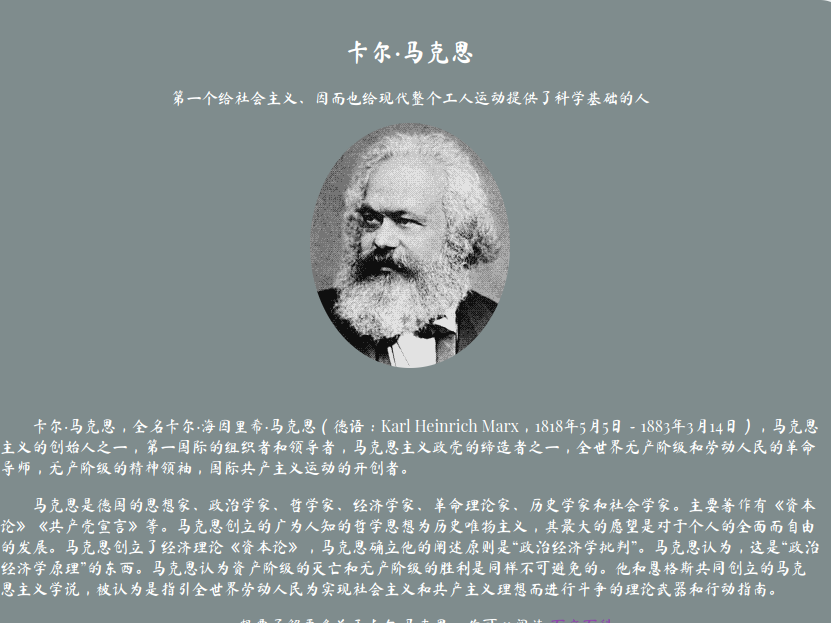 卡尔·马克思
第一个给社会主义、因而也给现代整个工人运动提供了科学基础的人
卡尔·马克思，全名卡尔·海因里希·马克思（德语：Karl Heinrich Marx，1818年5月5日 - 1883年3月14日），马克思
主义的创始人之一，第一国际的组织者和领导者，马克思主义政党的缔造者之一，全世界无产阶级和劳动人民的革命
导师，无产阶级的精神领袖，国际共产主义运动的开创者。
马克思是德国的思想家、政治学家、哲学家、经济学家、革命理论家、历史学家和社会学家。主要著作有《资本
论》《共产党宣言》等。马克思创立的广为人知的哲学思想为历史唯物主义，其最大的愿望是对于个人的全面而自由
的发展。马克思创立了经济理论《资本论》，马克思确立他的阐述原则是“政治经济学批判”。马克思认为，这是“政治
经济学原理”的东西。马克思认为资产阶级的灭亡和无产阶级的胜利是同样不可避免的。他和恩格斯共同创立的马克
思主义学说，被认为是指引全世界劳动人民为实现社会主义和共产主义理想而进行斗争的理论武器和行动指南。